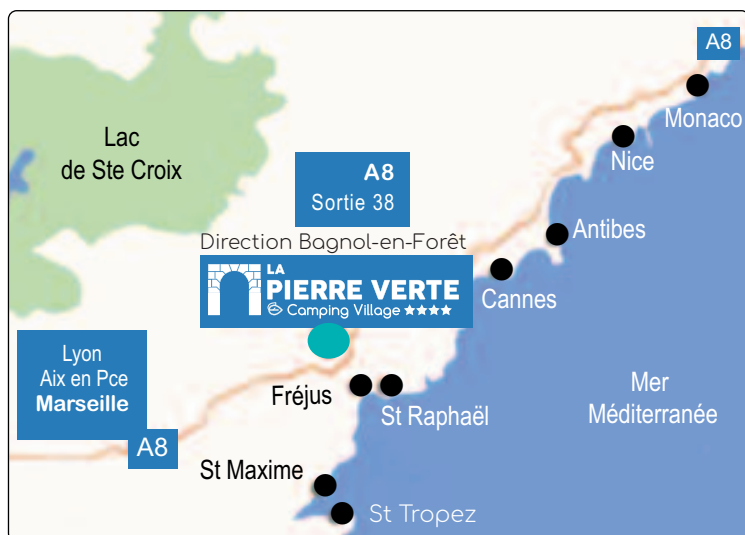 A8
Monaco
Nice
Lac
de Ste Croix
A8
Sortie 38
Antibes
Direction Bagnol-en-Forêt
LA
PIERRE VERTE
Camping Village ★★★★
Cannes
Lyon
Aix en Pce
Marseille
Fréjus
St Raphaël
Mer
Méditerranée
A8
St Maxime
St Tropez